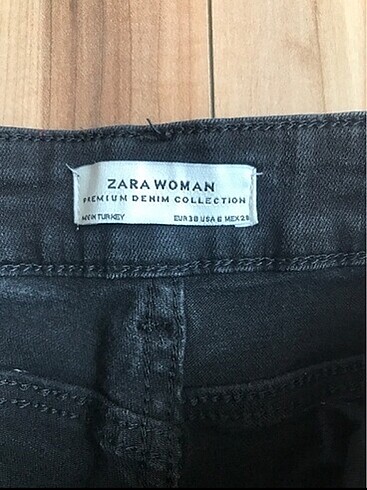 ZARA WOMAN
PREMIUM DENIM COLLECTION
MADE IN TURKEY EUR 38 USA 6 MEX 28